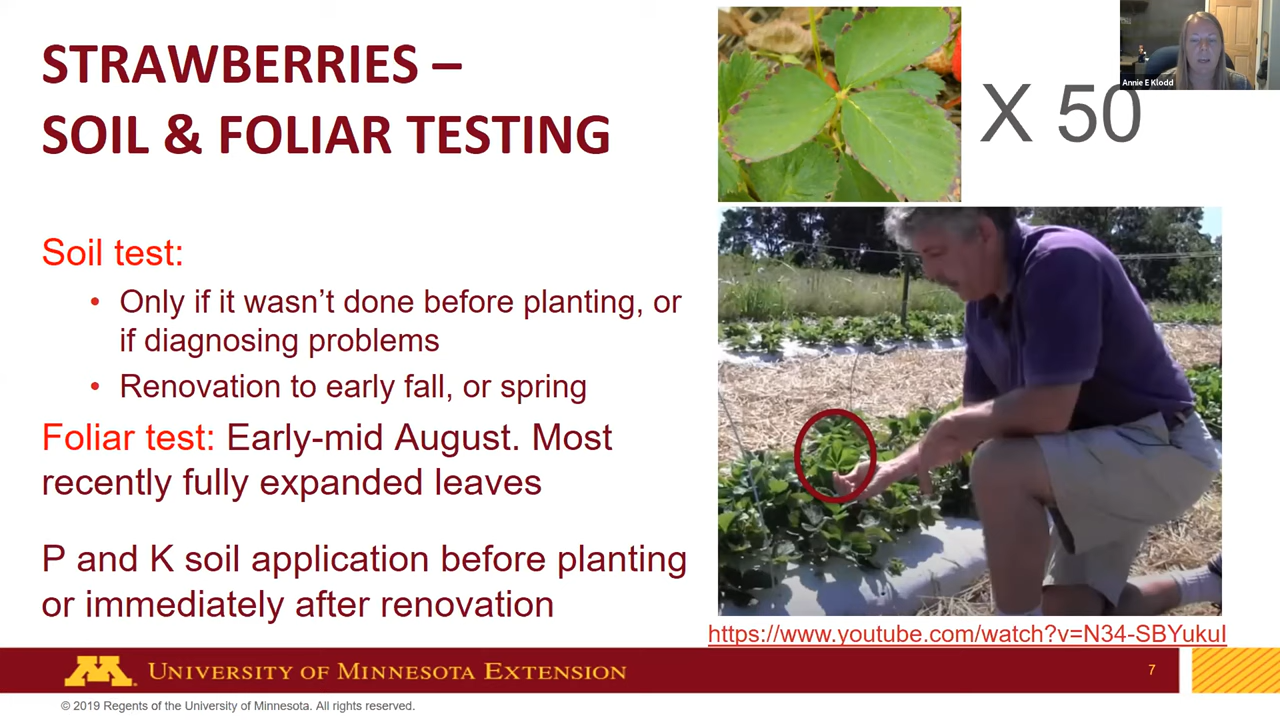 STRAWBERRIES –
SOIL & FOLIAR TESTING
X 50
Annie E Klodd
Soil test:
• Only if it wasn't done before planting, or
if diagnosing problems
• Renovation to early fall, or spring
Foliar test: Early-mid August. Most
recently fully expanded leaves
P and K soil application before planting
or immediately after renovation
https://www.youtube.com/watch?v=N34-SBYukuI
M UNIVERSITY OF MINNESOTA EXTENSION
7
© 2019 Regents of the University of Minnesota. All rights reserved.